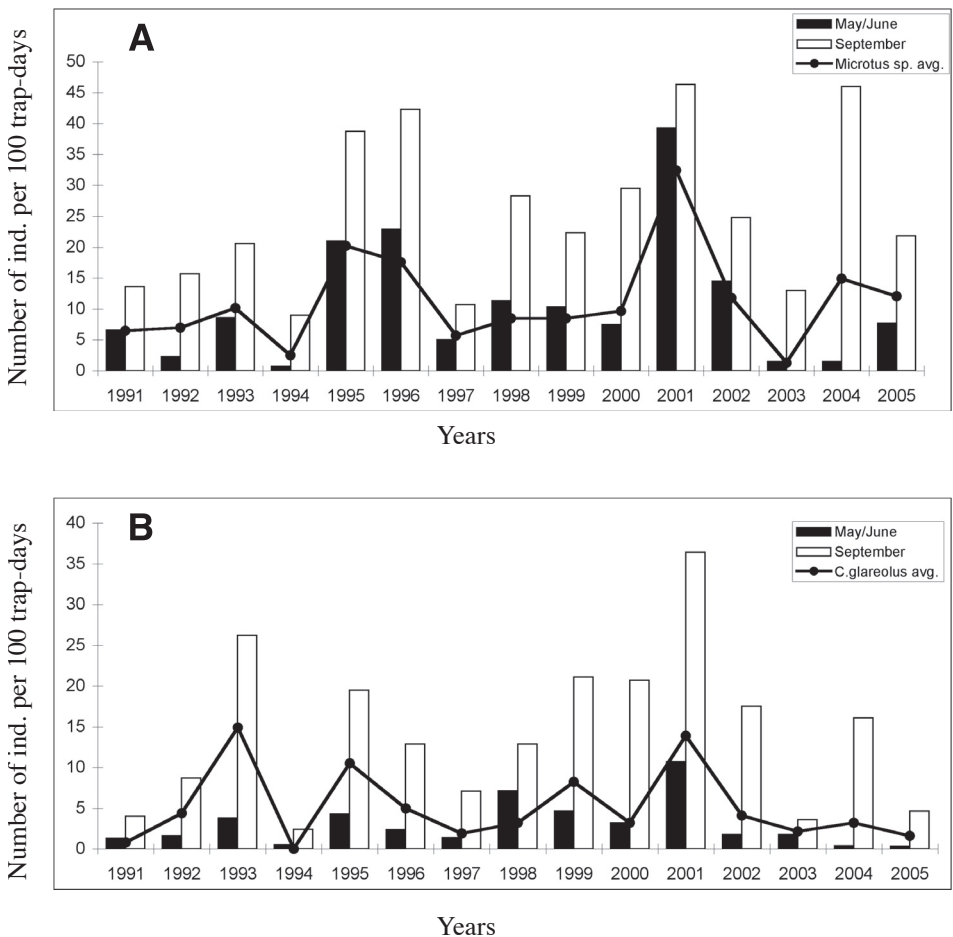 A
May/June
September
Microtus sp. avg.
Number of ind. per 100 trap-days
50
45
40
35
30
25
20
15
10
5
0
1991 1992 1993 1994 1995 1996 1997 1998 1999 2000 2001 2002 2003 2004 2005
Years
B
May/June
September
C.glareolus avg.
Number of ind. per 100 trap-days
40
35
30
25
20
15
10
5
0
1991 1992 1993 1994 1995 1996 1997 1998 1999 2000 2001 2002 2003 2004 2005
Years